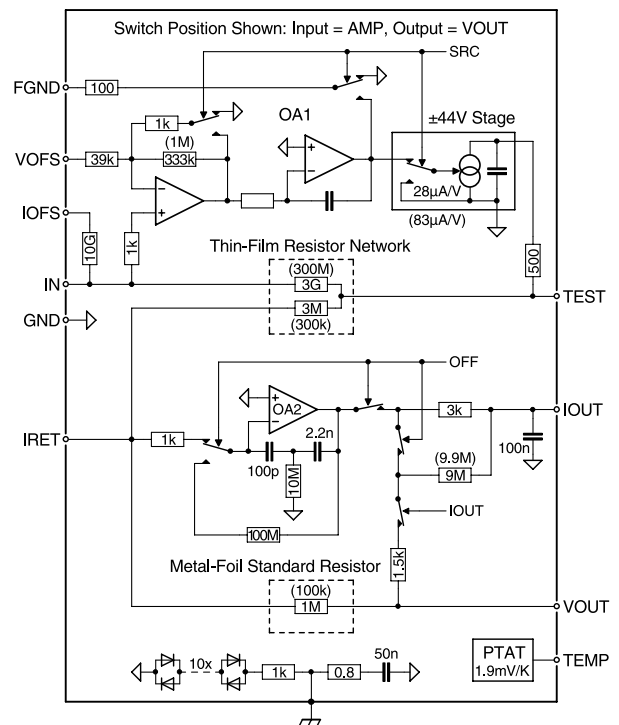 Switch Position Shown: Input = AMP, Output = VOUT
SRC
FGND
100
OA1
±44V Stage
1k
(1M)
VOFS
39k
333k
+
−
−
+
28µA/V
(83µA/V)
IOFS
10G
1k
500
Thin-Film Resistor Network
(300M)
IN
3G
TEST
3M
(300k)
GND
OFF
+
OA2
−
3k
IOUT
IRET
1k
2.2n
100p
10M
(9.9M)
9M
100n
100M
IOUT
1.5k
Metal-Foil Standard Resistor
(100k)
1M
VOUT
10x
1k
0.8
50n
PTAT
1.9mV/K
TEMP